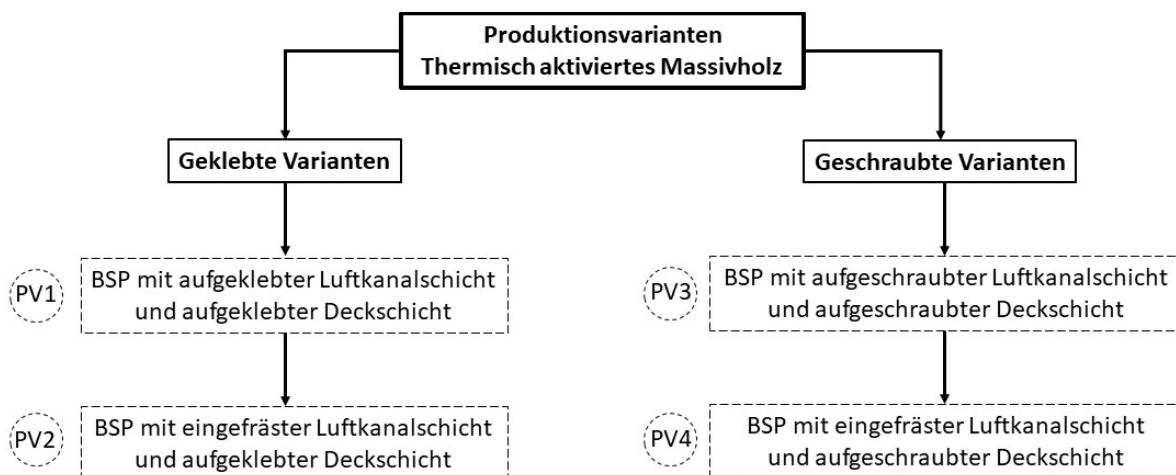 Produktionsvarianten
Thermisch aktiviertes Massivholz
Geklebte Varianten
Geschraubte Varianten
PV1
BSP mit aufgeklebter Luftkanalschicht
und aufgeklebter Deckschicht
PV3
BSP mit aufgeschraubter Luftkanalschicht
und aufgeschraubter Deckschicht
PV2
BSP mit eingefräster Luftkanalschicht
und aufgeklebter Deckschicht
PV4
BSP mit eingefräster Luftkanalschicht
und aufgeschraubter Deckschicht